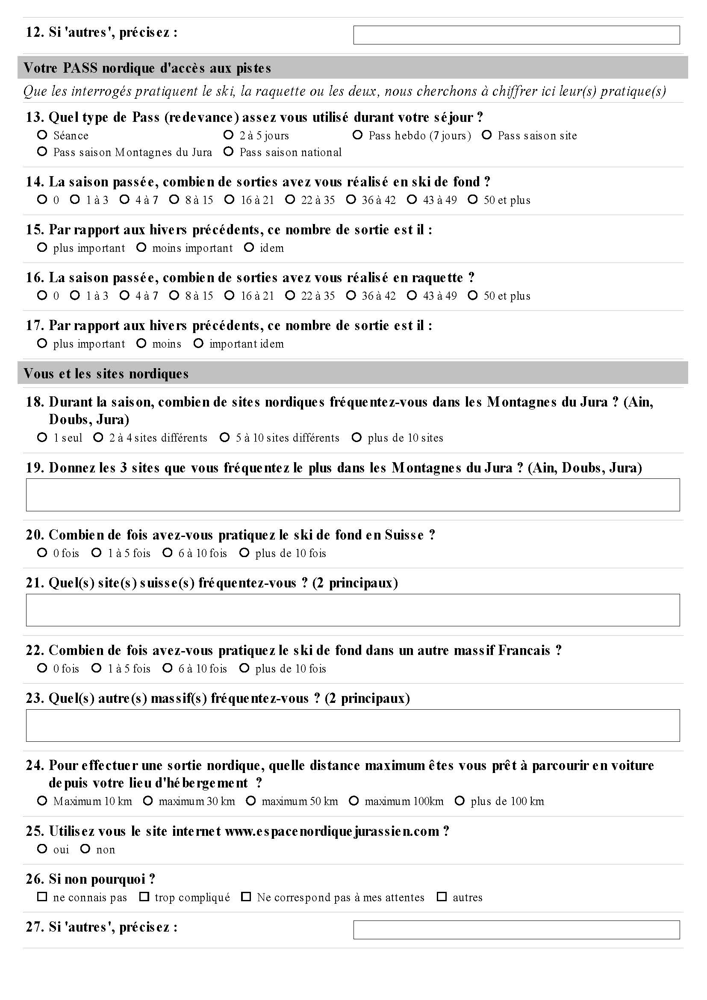 12. Si 'autres', précisez :
Votre PASS nordique d'accès aux pistes
Que les interrogés pratiquent le ski, la raquette ou les deux, nous cherchons à chiffrer ici leur(s) pratique(s)
13. Quel type de Pass (redevance) assez vous utilisé durant votre séjour ?
Séance 2 à 5 jours Pass hebdo (7 jours) Pass saison site
Pass saison Montagnes du Jura Pass saison national
14. La saison passée, combien de sorties avez vous réalisé en ski de fond ?
0 1 à 3 4 à 7 8 à 15 16 à 21 22 à 35 36 à 42 43 à 49 50 et plus
15. Par rapport aux hivers précédents, ce nombre de sortie est il :
plus important moins important idem
16. La saison passée, combien de sorties avez vous réalisé en raquette ?
0 1 à 3 4 à 7 8 à 15 16 à 21 22 à 35 36 à 42 43 à 49 50 et plus
17. Par rapport aux hivers précédents, ce nombre de sortie est il :
plus important moins important idem
Vous et les sites nordiques
18. Durant la saison, combien de sites nordiques fréquentez-vous dans les Montagnes du Jura ? (Ain,
Doubs, Jura)
1 seul 2 à 4 sites différents 5 à 10 sites différents plus de 10 sites
19. Donnez les 3 sites que vous fréquentez le plus dans les Montagnes du Jura ? (Ain, Doubs, Jura)
20. Combien de fois avez-vous pratiquez le ski de fond en Suisse ?
0 fois 1 à 5 fois 6 à 10 fois plus de 10 fois
21. Quel(s) site(s) suisse(s) fréquentez-vous ? (2 principaux)
22. Combien de fois avez-vous pratiquez le ski de fond dans un autre massif Francais ?
0 fois 1 à 5 fois 6 à 10 fois plus de 10 fois
23. Quel(s) autre(s) massif(s) fréquentez-vous ? (2 principaux)
24. Pour effectuer une sortie nordique, quelle distance maximum êtes vous prêt à parcourir en voiture
depuis votre lieu d'hébergement ?
Maximum 10 km maximum 30 km maximum 50 km maximum 100km plus de 100 km
25. Utilisez vous le site internet www.espacenordiquejurassien.com ?
oui non
26. Si non pourquoi ?
ne connais pas trop compliqué Ne correspond pas à mes attentes autres
27. Si 'autres', précisez :